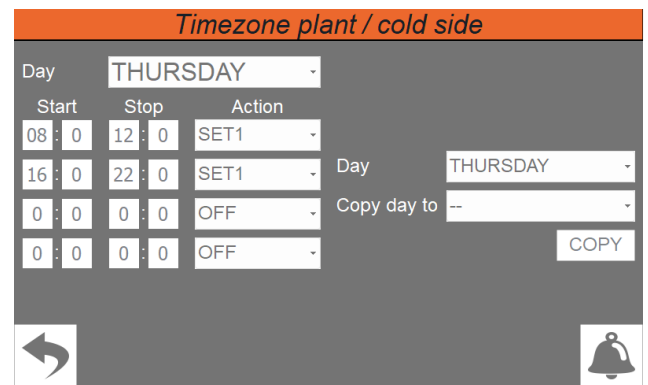 Timezone plant / cold side
Day THURSDAY
Start Stop Action
08 : 0 12 : 0 SET1
16 : 0 22 : 0 SET1
0 : 0 0 : 0 OFF
0 : 0 0 : 0 OFF
Day THURSDAY
Copy day to --
COPY